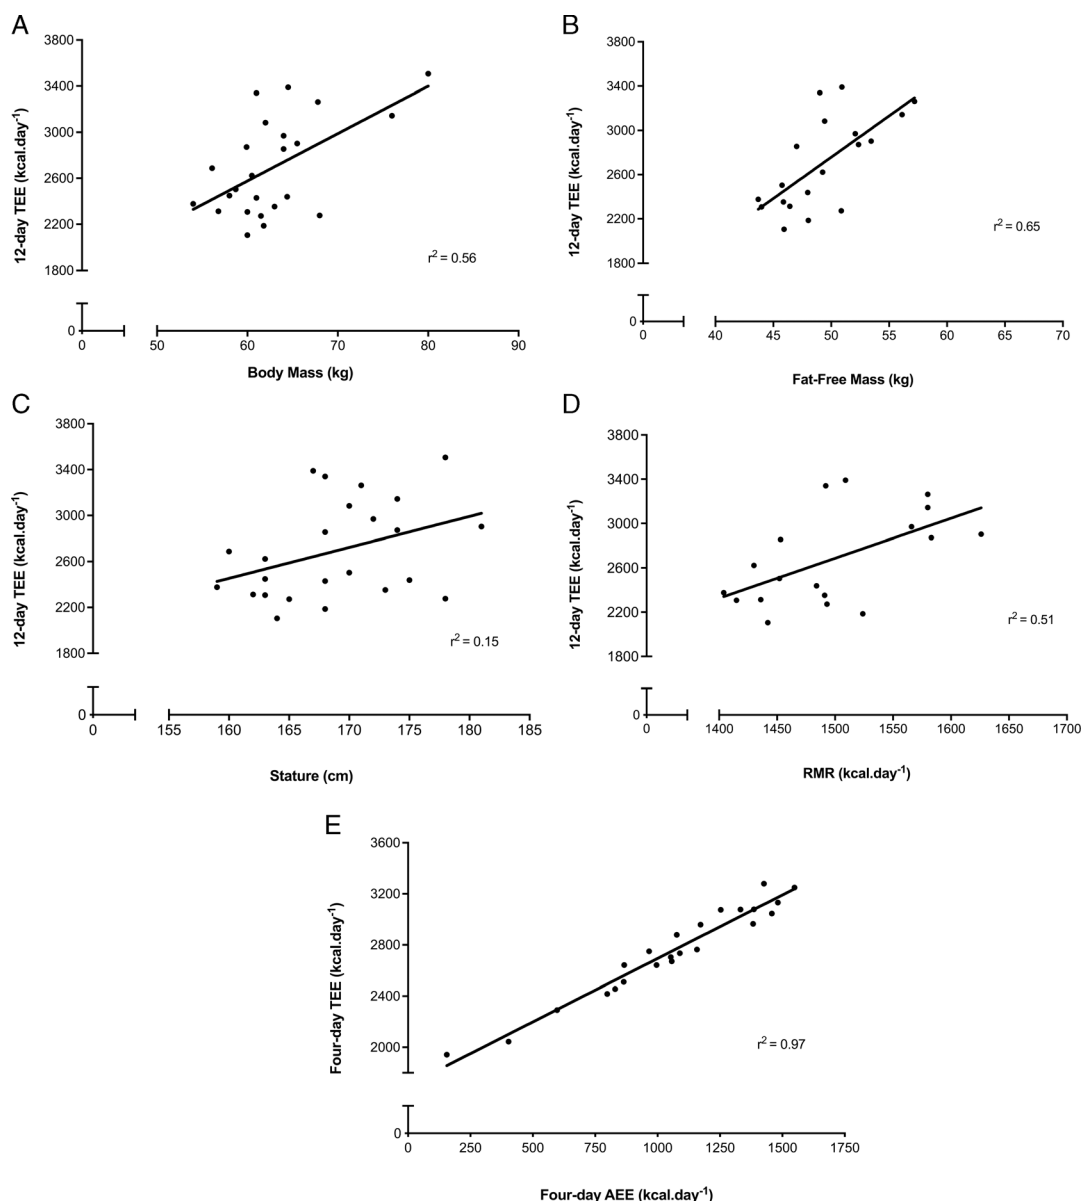 A
3800
3400
3000
2600
2200
1800
0
12-day TEE (kcal.day⁻¹)
r² = 0.56
0 50 60 70 80 90
Body Mass (kg)
B
3800
3400
3000
2600
2200
1800
0
12-day TEE (kcal.day⁻¹)
r² = 0.65
0 40 45 50 55 60 65 70
Fat-Free Mass (kg)
C
3800
3400
3000
2600
2200
1800
0
12-day TEE (kcal.day⁻¹)
r² = 0.15
0 155 160 165 170 175 180 185
Stature (cm)
D
3800
3400
3000
2600
2200
1800
0
12-day TEE (kcal.day⁻¹)
r² = 0.51
0 1400 1450 1500 1550 1600 1650 1700
RMR (kcal.day⁻¹)
E
3600
3200
2800
2400
2000
0
Four-day TEE (kcal.day⁻¹)
r² = 0.97
0 250 500 750 1000 1250 1500 1750
Four-day AEE (kcal.day⁻¹)